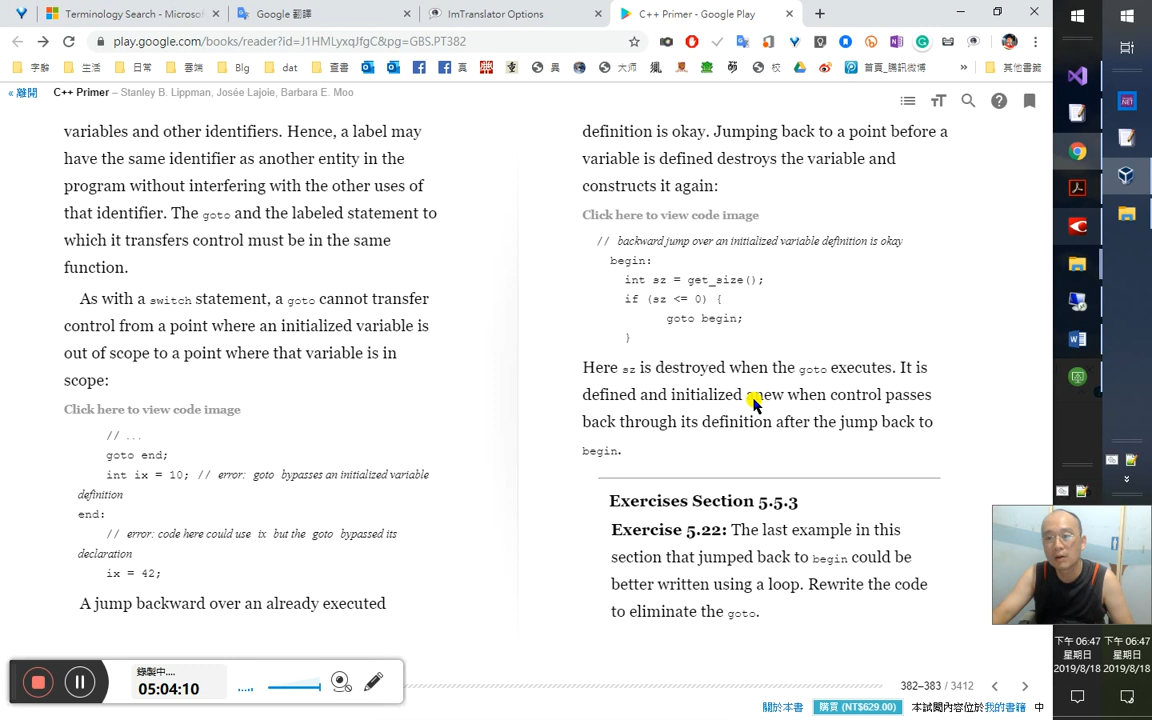 Terminology Search - Microsof
Google 翻譯
ImTranslator Options
C++ Primer - Google Play
play.google.com/books/reader?id=J1HMLyxqJfgC&pg=GBS.PT382
字辭
生活
日常
雲端
Blg
dat
查書
真
異
大师
校
首頁_騰訊微博
»
其他書籤
« 離開
C++ Primer – Stanley B. Lippman, Josée Lajoie, Barbara E. Moo
variables and other identifiers. Hence, a label may
have the same identifier as another entity in the
program without interfering with the other uses of
that identifier. The goto and the labeled statement to
which it transfers control must be in the same
function.
As with a switch statement, a goto cannot transfer
control from a point where an initialized variable is
out of scope to a point where that variable is in
scope:
Click here to view code image
// ...
goto end;
int ix = 10; // error: goto bypasses an initialized variable
definition
end:
// error: code here could use ix but the goto bypassed its
declaration
ix = 42;
A jump backward over an already executed
definition is okay. Jumping back to a point before a
variable is defined destroys the variable and
constructs it again:
Click here to view code image
// backward jump over an initialized variable definition is okay
begin:
int sz = get_size();
if (sz <= 0) {
goto begin;
}
Here sz is destroyed when the goto executes. It is
defined and initialized anew when control passes
back through its definition after the jump back to
begin.
Exercises Section 5.5.3
Exercise 5.22: The last example in this
section that jumped back to begin could be
better written using a loop. Rewrite the code
to eliminate the goto.
錄製中....
05:04:10
382–383 / 3412
關於本書
購買 (NT$629.00)
本試閱內容位於我的書籍
中
下午 06:47
星期日
2019/8/18
下午 06:47
星期日
2019/8/18